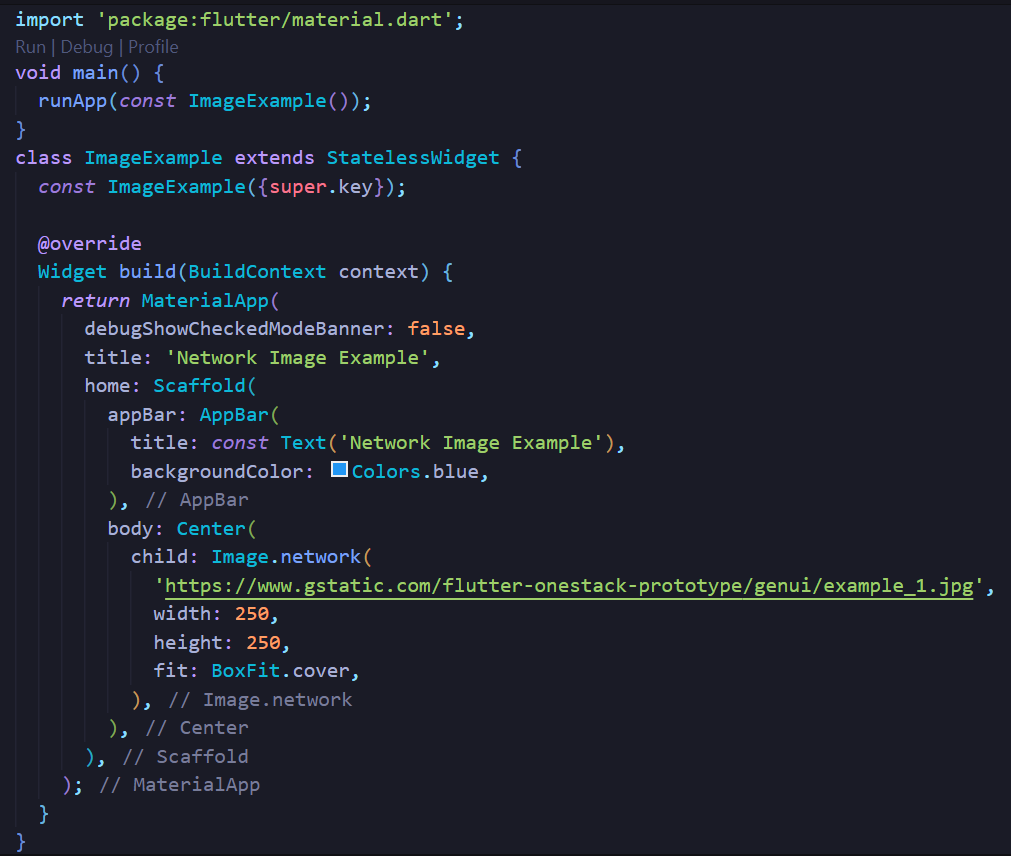 import 'package:flutter/material.dart';
Run | Debug | Profile
void main() {
  runApp(const ImageExample());
}
class ImageExample extends StatelessWidget {
  const ImageExample({super.key});

  @override
  Widget build(BuildContext context) {
    return MaterialApp(
      debugShowCheckedModeBanner: false,
      title: 'Network Image Example',
      home: Scaffold(
        appBar: AppBar(
          title: const Text('Network Image Example'),
          backgroundColor: Colors.blue,
        ), // AppBar
        body: Center(
          child: Image.network(
            'https://www.gstatic.com/flutter-onestack-prototype/genui/example_1.jpg',
            width: 250,
            height: 250,
            fit: BoxFit.cover,
          ), // Image.network
        ), // Center
      ), // Scaffold
    ); // MaterialApp
  }
}